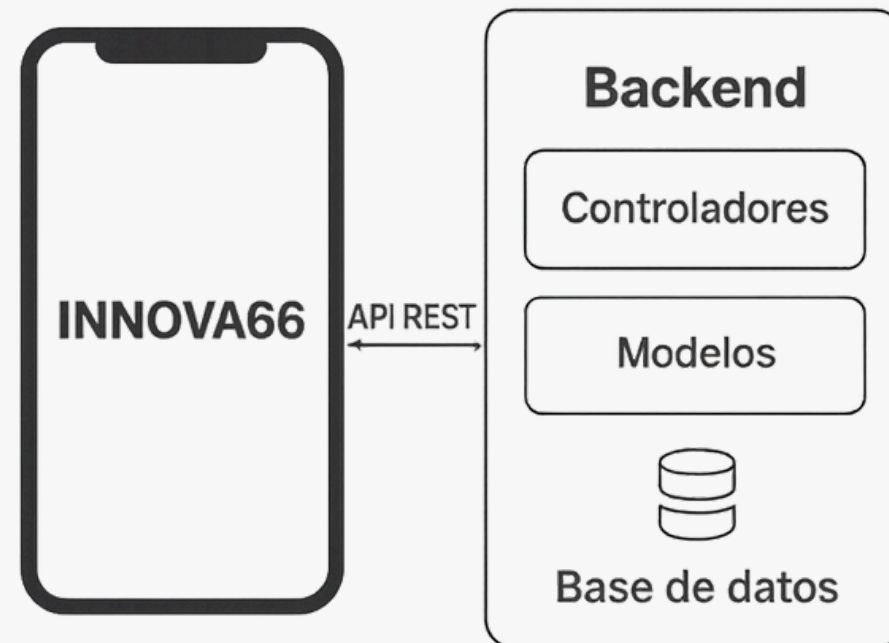 INNOVA66
API REST
Backend
Controladores
Modelos
Base de datos